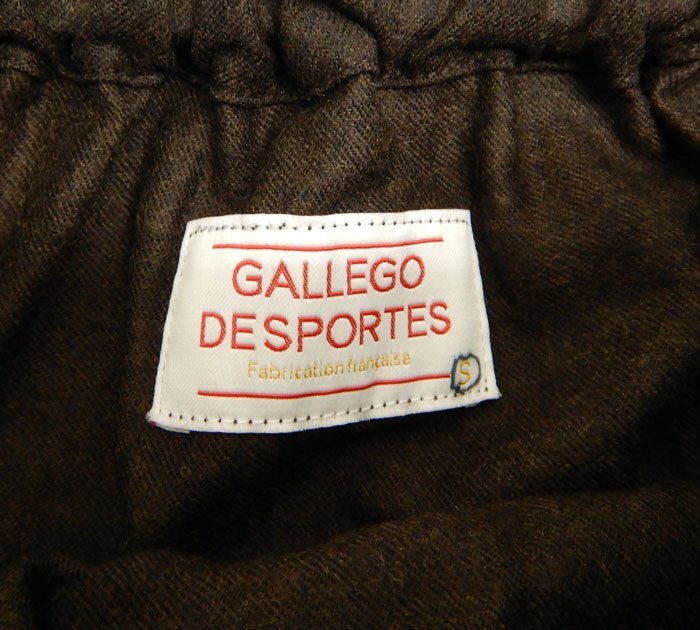 GALLEGO
DESPORTES
Fabrication française
S